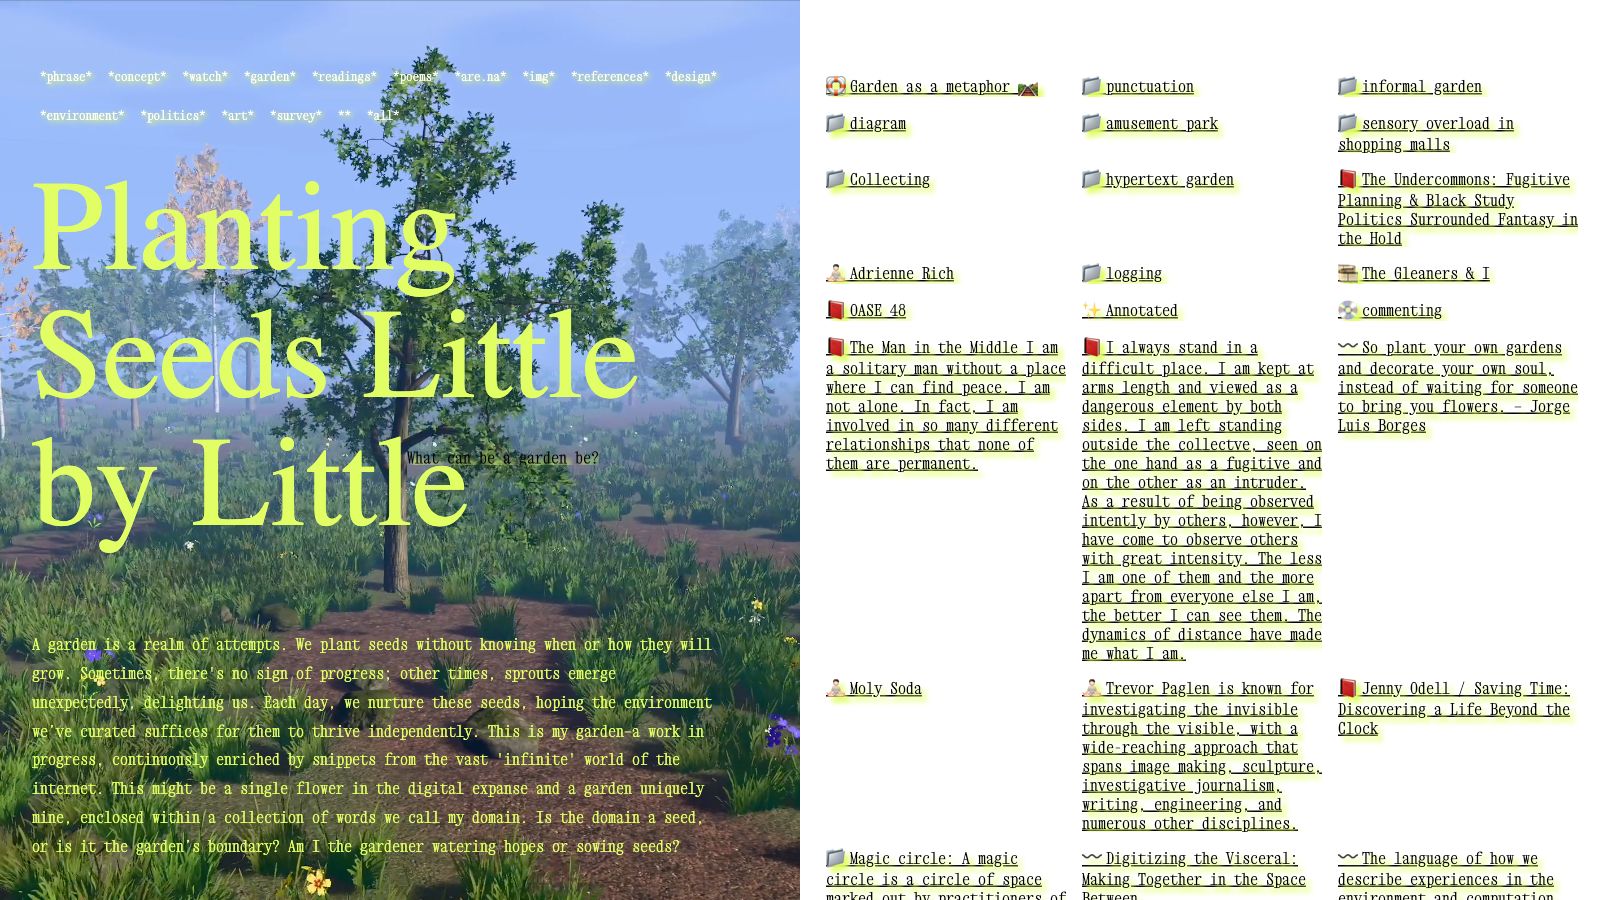 *phrase* *concept* *watch* *garden* *readings* *poems* *are.na* *img* *references* *design*
*environment* *politics* *art* *survey* ** *all*
Planting
Seeds Little
by Little
What can be a garden be?
A garden is a realm of attempts. We plant seeds without knowing when or how they will
grow. Sometimes, there's no sign of progress; other times, sprouts emerge
unexpectedly, delighting us. Each day, we nurture these seeds, hoping the environment
we've curated suffices for them to thrive independently. This is my garden—a work in
progress, continuously enriched by snippets from the vast 'infinite' world of the
internet. This might be a single flower in the digital expanse and a garden uniquely
mine, enclosed within a collection of words we call my domain. Is the domain a seed,
or is it the garden's boundary? Am I the gardener watering hopes or sowing seeds?
Garden as a metaphor
punctuation
informal garden
diagram
amusement park
sensory overload in
shopping malls
Collecting
hypertext garden
The Undercommons: Fugitive
Planning & Black Study
Politics Surrounded Fantasy in
the Hold
Adrienne Rich
logging
The Gleaners & I
OASE 48
Annotated
commenting
The Man in the Middle I am
a solitary man without a place
where I can find peace. I am
not alone. In fact, I am
involved in so many different
relationships that none of
them are permanent.
I always stand in a
difficult place. I am kept at
arms length and viewed as a
dangerous element by both
sides. I am left standing
outside the collectve, seen on
the one hand as a fugitive and
on the other as an intruder.
As a result of being observed
intently by others, however, I
have come to observe others
with great intensity. The less
I am one of them and the more
apart from everyone else I am,
the better I can see them. The
dynamics of distance have made
me what I am.
So plant your own gardens
and decorate your own soul,
instead of waiting for someone
to bring you flowers. – Jorge
Luis Borges
Moly Soda
Trevor Paglen is known for
investigating the invisible
through the visible, with a
wide-reaching approach that
spans image making, sculpture,
investigative journalism,
writing, engineering, and
numerous other disciplines.
Jenny Odell / Saving Time:
Discovering a Life Beyond the
Clock
Magic circle: A magic
circle is a circle of space
marked out by practitioners of
Digitizing the Visceral:
Making Together in the Space
Between
The language of how we
describe experiences in the
environment and computation